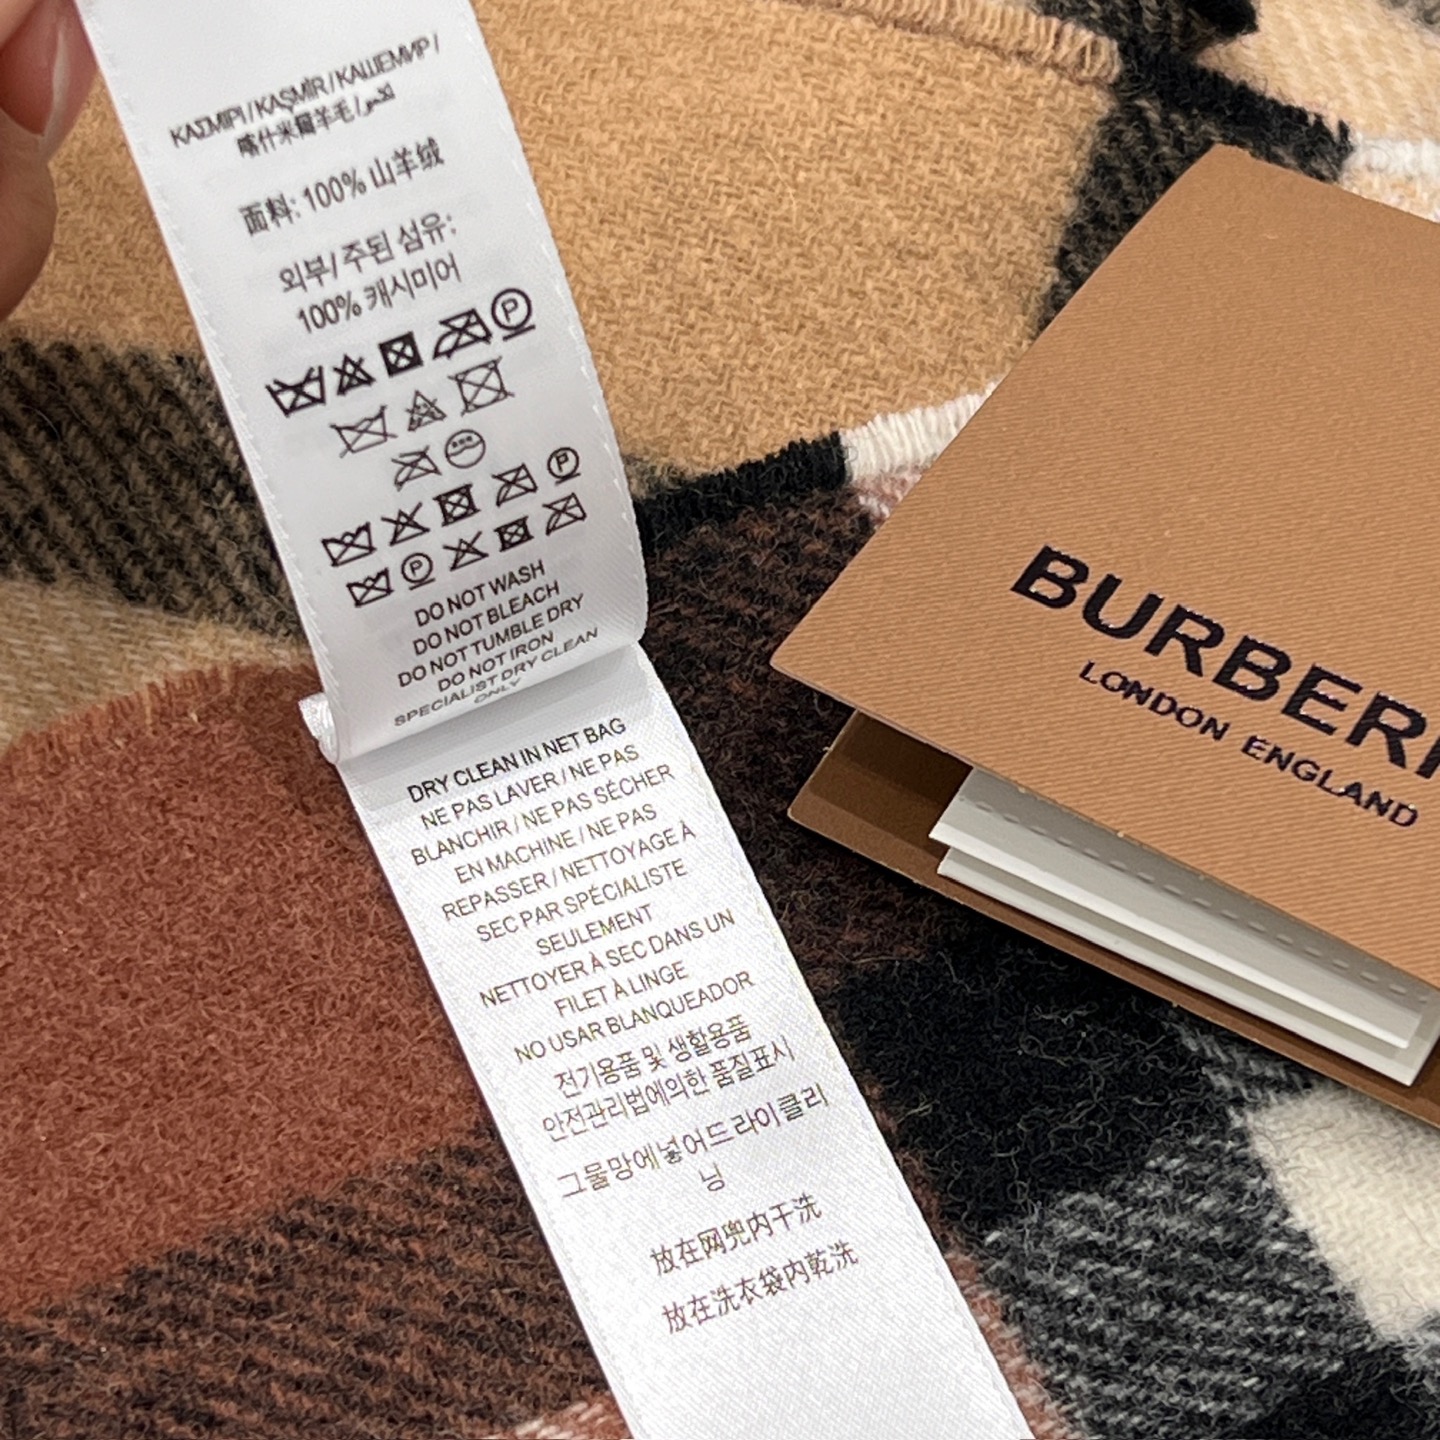 ΚΑΣΜΙΡΙ / KAŞMİR / КАШЕМИР /
喀什米爾羊毛 /
面料: 100% 山羊绒
외부/주된 섬유:
100% 캐시미어
P
P
P
DO NOT WASH
DO NOT BLEACH
DO NOT TUMBLE DRY
DO NOT IRON
SPECIALIST DRY CLEAN
ONLY
DRY CLEAN IN NET BAG
NE PAS LAVER / NE PAS
BLANCHIR / NE PAS SÉCHER
EN MACHINE / NE PAS
REPASSER / NETTOYAGE À
SEC PAR SPÉCIALISTE
SEULEMENT
NETTOYER À SEC DANS UN
FILET À LINGE
NO USAR BLANQUEADOR
전기용품 및 생활용품
안전관리법에의한 품질표시
그물망에넣어드라이클리
닝
放在网兜内干洗
放在洗衣袋内乾洗
BURBER
LONDON ENGLAND